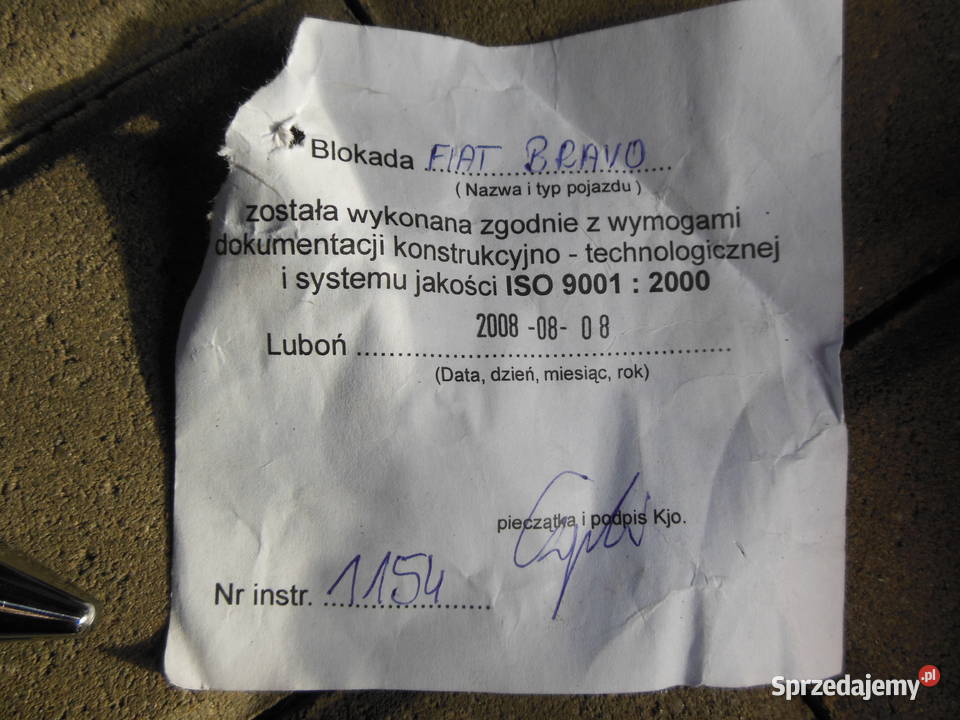 Blokada FIAT BRAVO
( Nazwa i typ pojazdu )
została wykonana zgodnie z wymogami
dokumentacji konstrukcyjno - technologicznej
i systemu jakości ISO 9001 : 2000
2008 -08- 08
Luboń ..............................................
(Data, dzień, miesiąc, rok)
pieczątka i podpis Kjo.
Nr instr. 1154
Sprzedajemy.pl